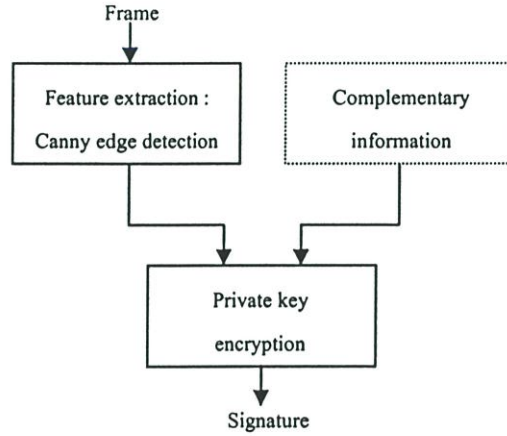 Frame
Feature extraction :
Canny edge detection
Complementary
information
Private key
encryption
Signature